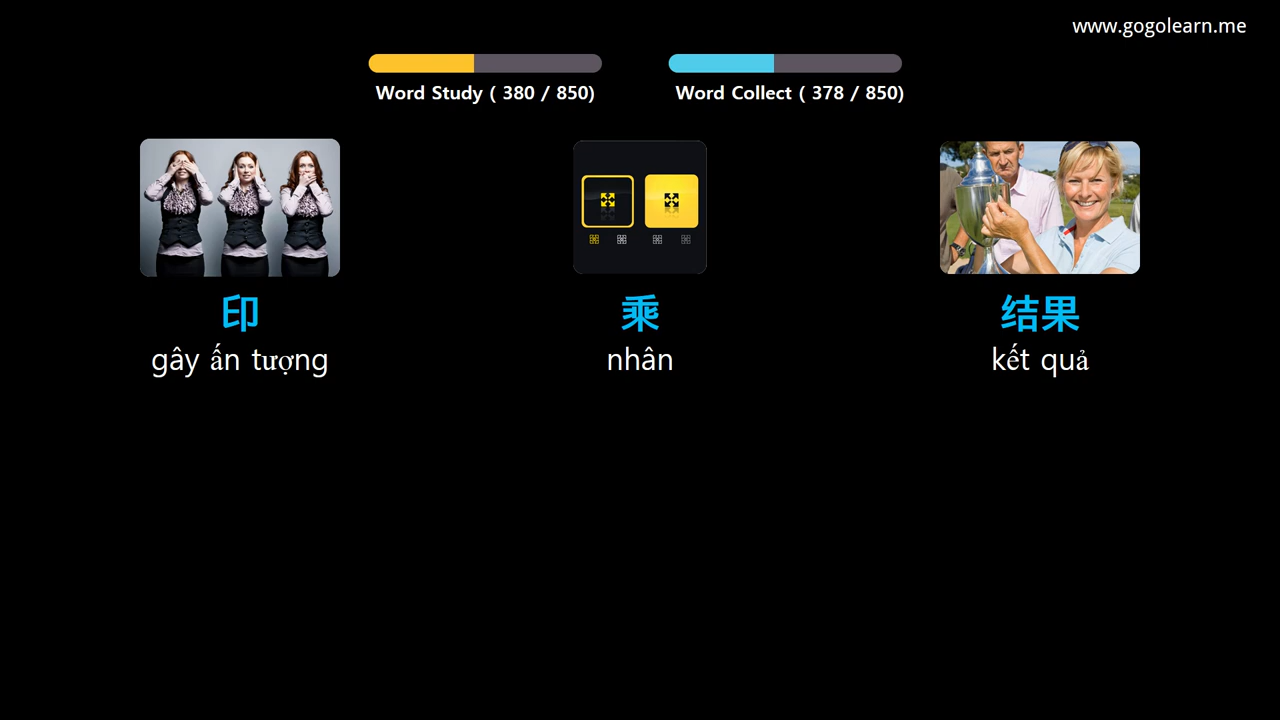 www.gogolearn.me
Word Study ( 380 / 850)
Word Collect ( 378 / 850)
印
乘
结果
gây ấn tượng
nhân
kết quả